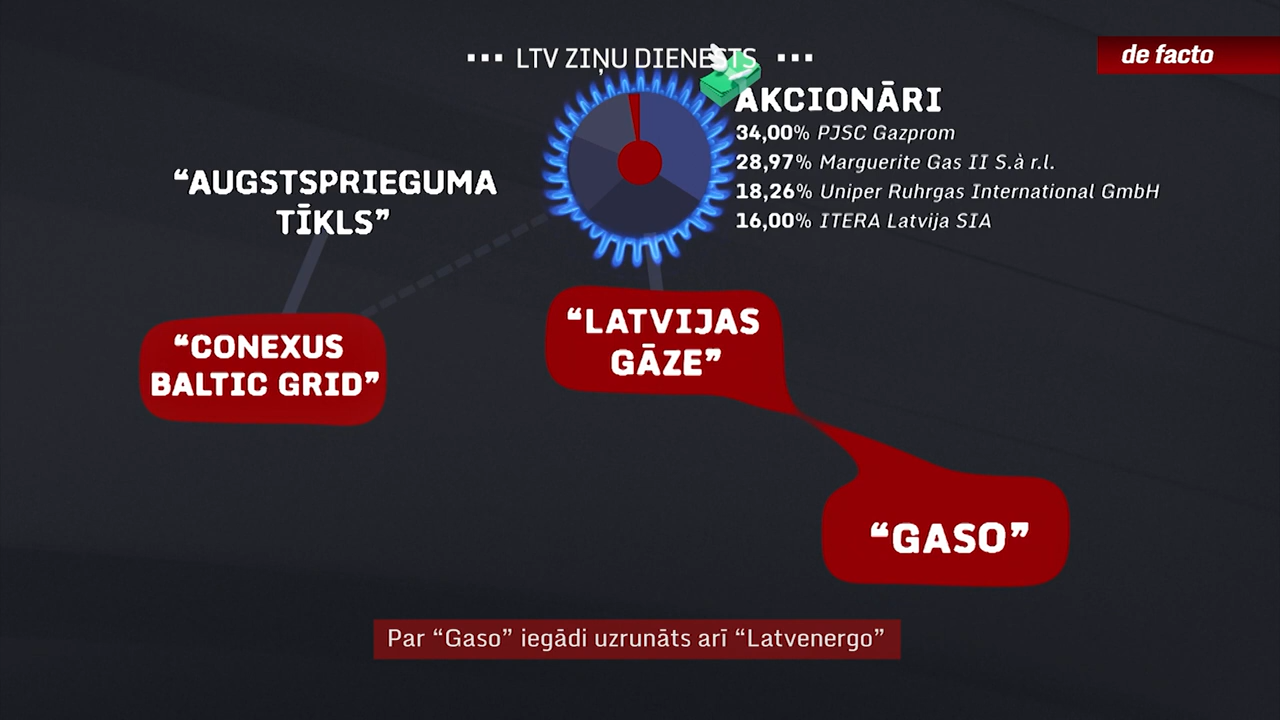 LTV ZIŅU DIENESTS
de facto
AKCIONĀRI
34,00% PJSC Gazprom
28,97% Marguerite Gas II S.à r.l.
18,26% Uniper Ruhrgas International GmbH
16,00% ITERA Latvija SIA
“AUGSTSPRIEGUMA
TĪKLS”
“CONEXUS
BALTIC GRID”
“LATVIJAS
GĀZE”
“GASO”
Par “Gaso” iegādi uzrunāts arī “Latvenergo”